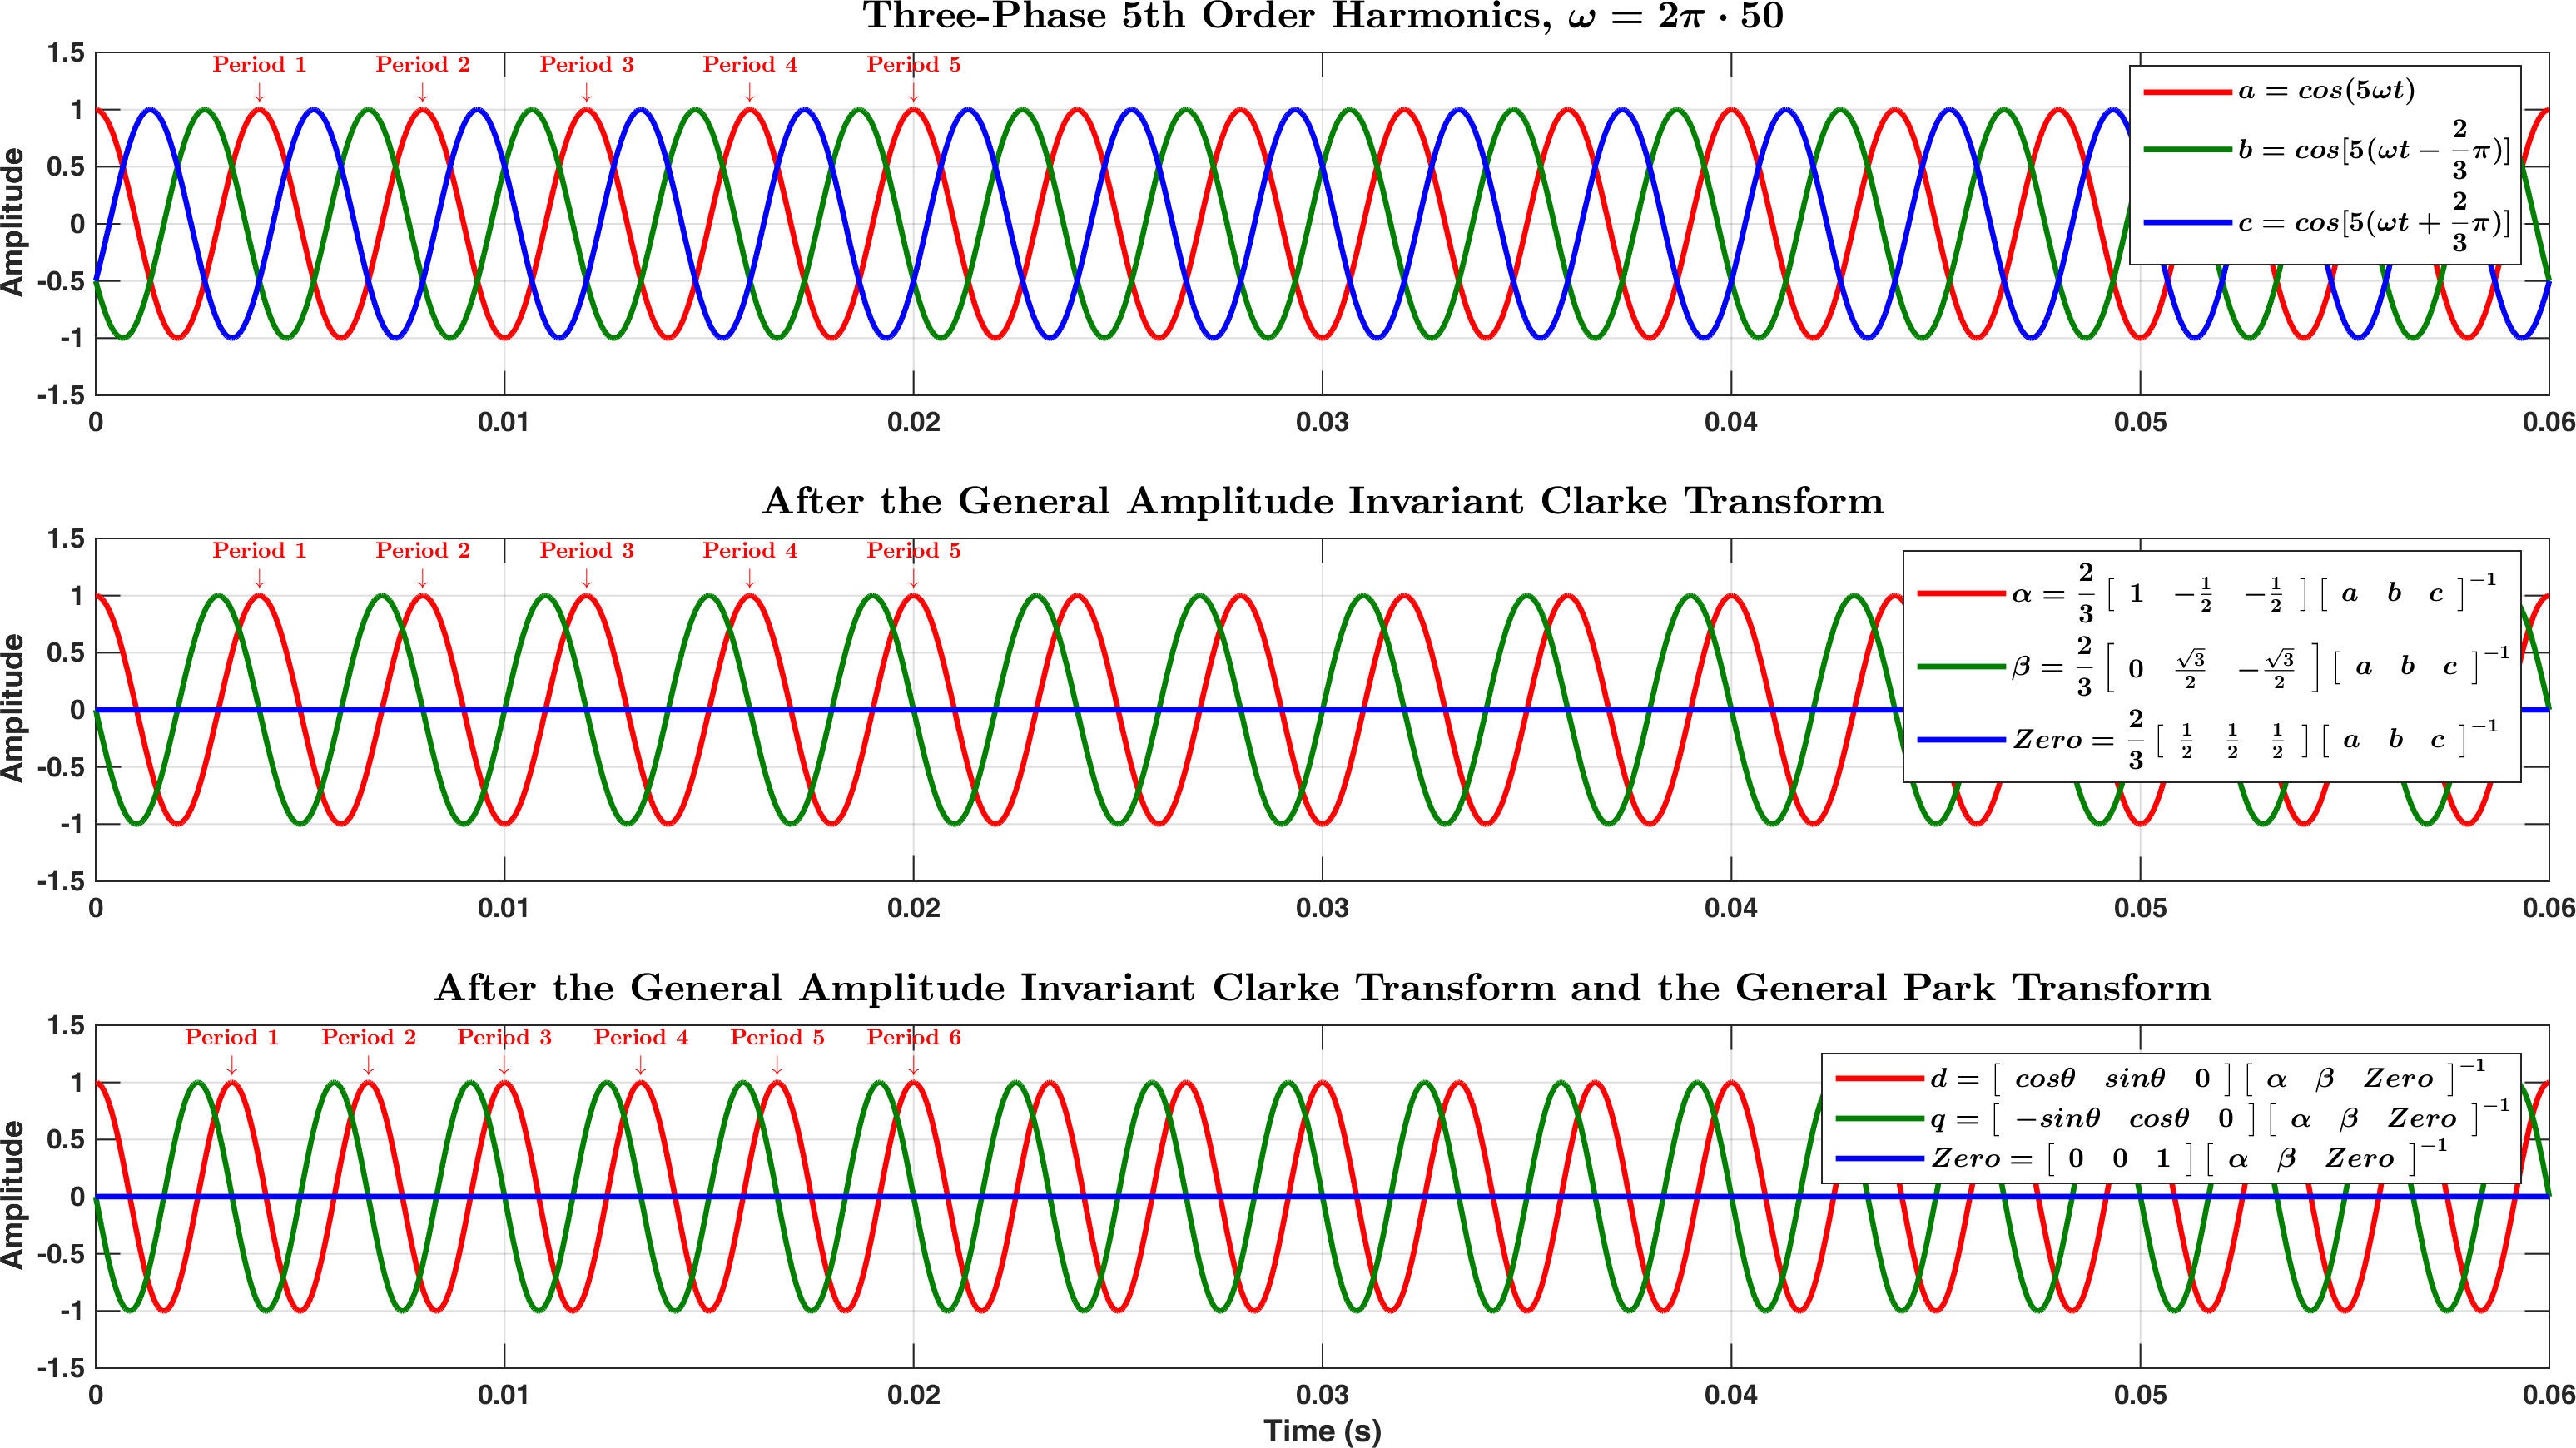 Three-Phase 5th Order Harmonics, ω = 2π · 50
Period 1 Period 2 Period 3 Period 4 Period 5
↓ ↓ ↓ ↓ ↓
a = cos(5ωt)
b = cos[5(ωt − 2/3 π)]
c = cos[5(ωt + 2/3 π)]
Amplitude
1.5
1
0.5
0
-0.5
-1
-1.5
0 0.01 0.02 0.03 0.04 0.05 0.06
After the General Amplitude Invariant Clarke Transform
Period 1 Period 2 Period 3 Period 4 Period 5
↓ ↓ ↓ ↓ ↓
α = 2/3 [ 1 −1/2 −1/2 ] [ a b c ]⁻¹
β = 2/3 [ 0 √3/2 −√3/2 ] [ a b c ]⁻¹
Zero = 2/3 [ 1/2 1/2 1/2 ] [ a b c ]⁻¹
Amplitude
1.5
1
0.5
0
-0.5
-1
-1.5
0 0.01 0.02 0.03 0.04 0.05 0.06
After the General Amplitude Invariant Clarke Transform and the General Park Transform
Period 1 Period 2 Period 3 Period 4 Period 5 Period 6
↓ ↓ ↓ ↓ ↓ ↓
d = [ cosθ sinθ 0 ] [ α β Zero ]⁻¹
q = [ −sinθ cosθ 0 ] [ α β Zero ]⁻¹
Zero = [ 0 0 1 ] [ α β Zero ]⁻¹
Amplitude
1.5
1
0.5
0
-0.5
-1
-1.5
0 0.01 0.02 0.03 0.04 0.05 0.06
Time (s)